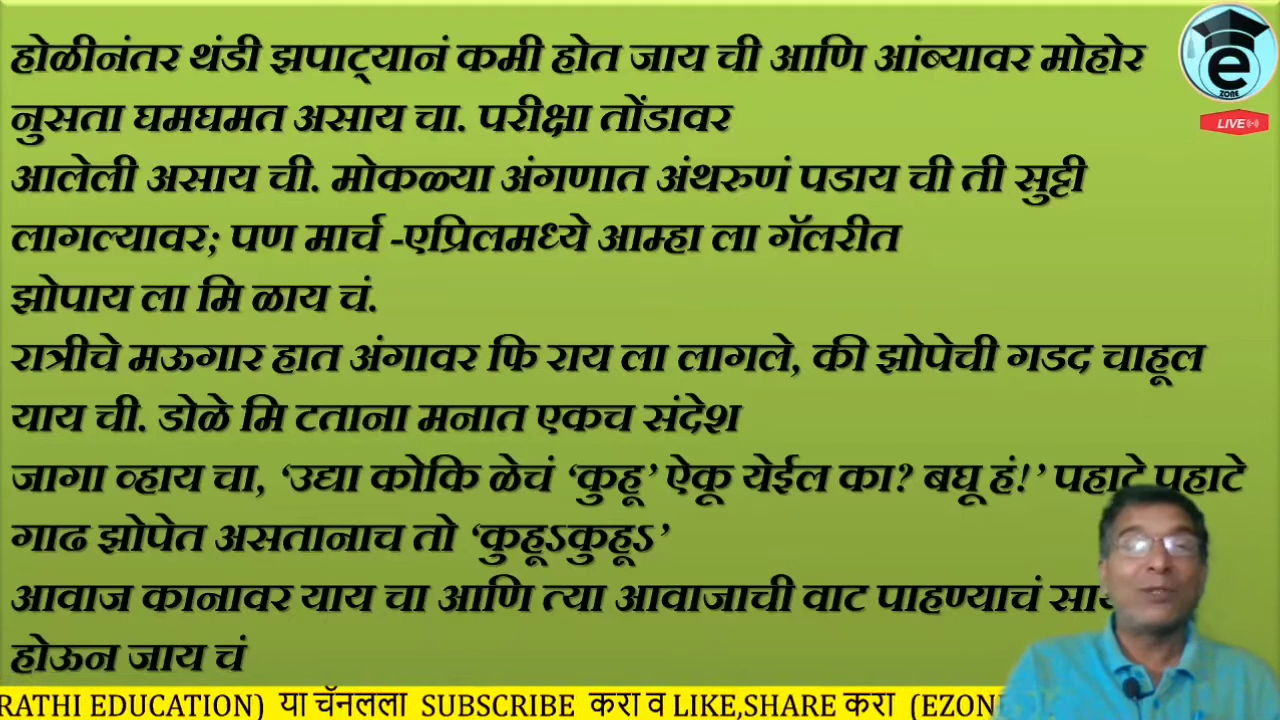 होळीनंतर थंडी झपाट्यानं कमी होत जाय ची आणि आंब्यावर मोहोर
नुसता घमघमत असाय चा. परीक्षा तोंडावर
आलेली असाय ची. मोकळ्या अंगणात अंथरुणं पडाय ची ती सुट्टी
लागल्यावर; पण मार्च -एप्रिलमध्ये आम्हा ला गॅलरीत
झोपाय ला मि ळाय चं.
रात्रीचे मऊगार हात अंगावर फि राय ला लागले, की झोपेची गडद चाहूल
याय ची. डोळे मि टताना मनात एकच संदेश
जागा व्हाय चा, ‘उद्या कोकि ळेचं ‘कुहू’ ऐकू येईल का? बघू हं!’ पहाटे पहाटे
गाढ झोपेत असतानाच तो ‘कुहूऽकुहूऽ’
आवाज कानावर याय चा आणि त्या आवाजाची वाट पाहण्याचं
होऊन जाय चं
e
ZONE
LIVE
RATHI EDUCATION) या चॅनलला SUBSCRIBE करा व LIKE,SHARE करा (EZONE